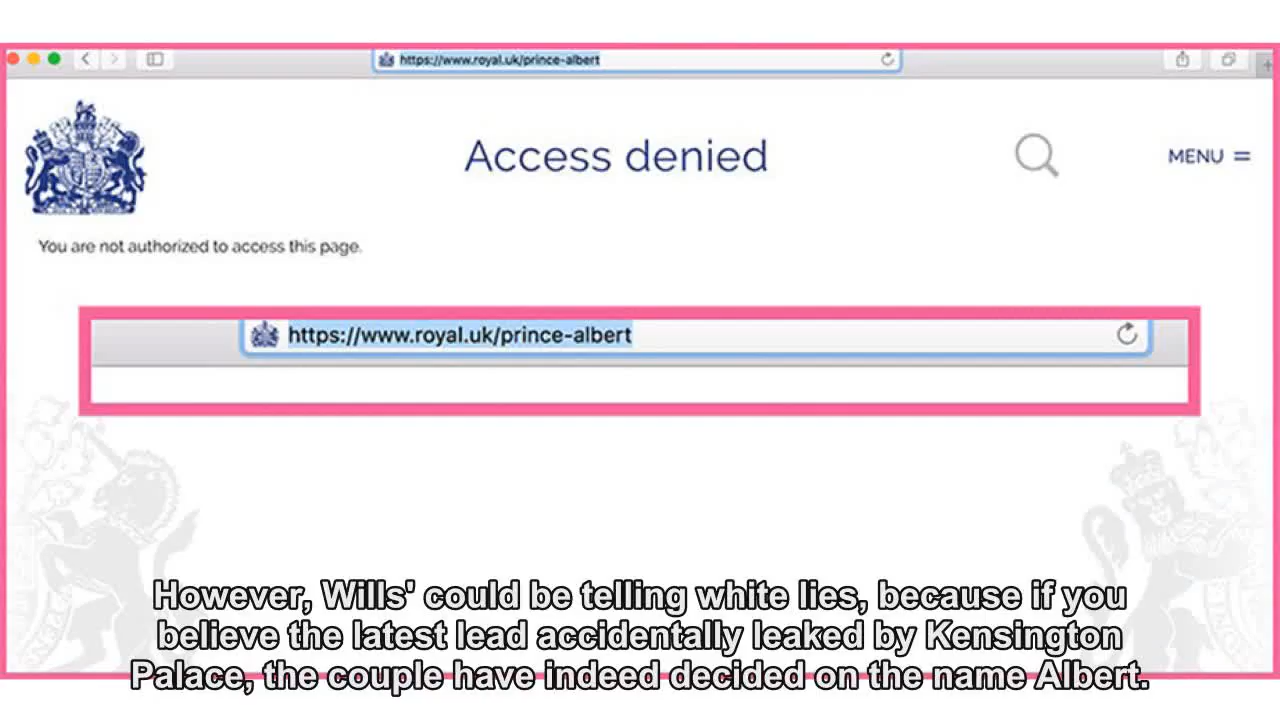 https://www.royal.uk/prince-albert
Access denied
MENU
You are not authorized to access this page.
https://www.royal.uk/prince-albert
However, Wills' could be telling white lies, because if you
believe the latest lead accidentally leaked by Kensington
Palace, the couple have indeed decided on the name Albert.